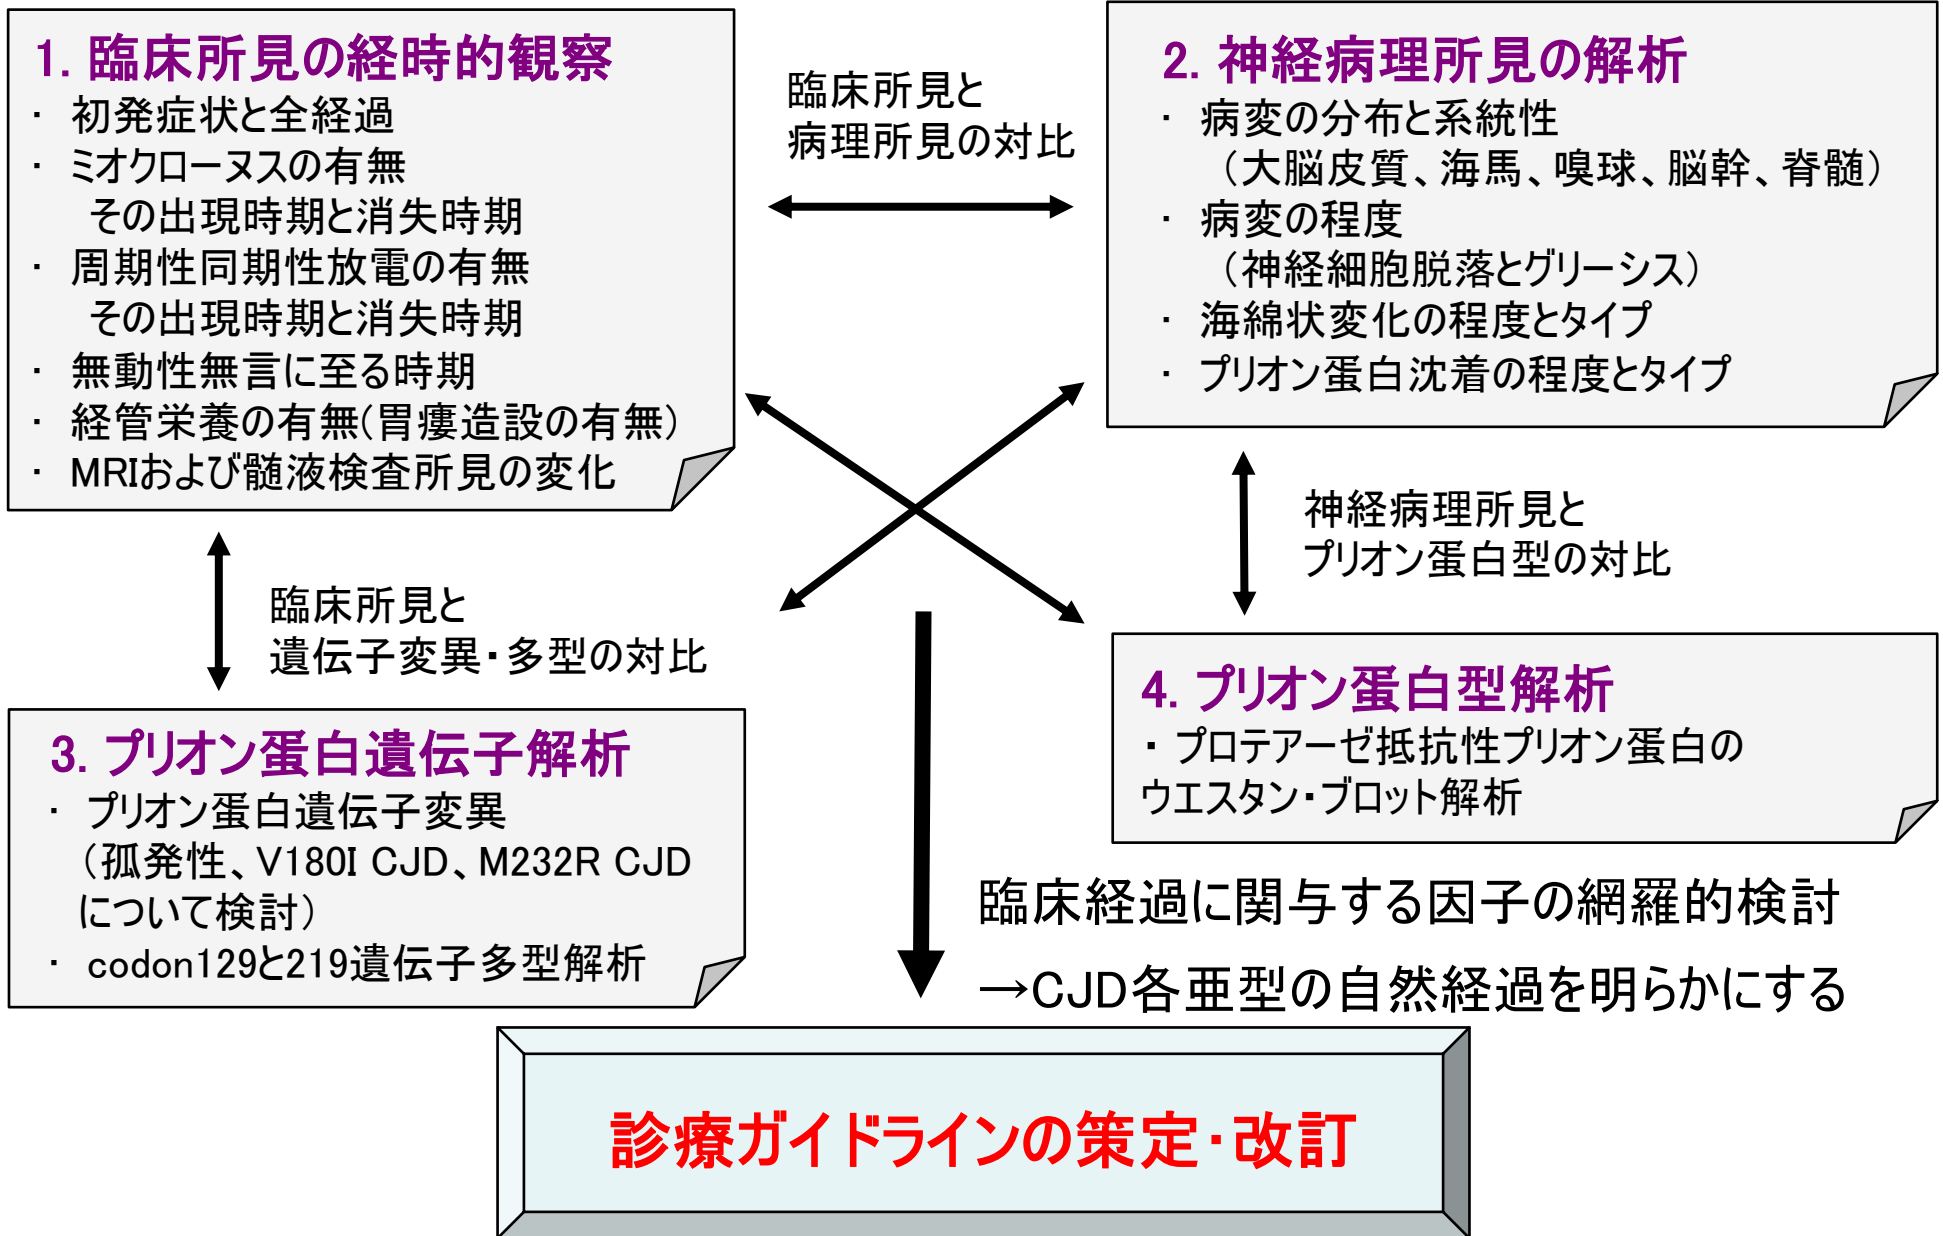 1. 臨床所見の経時的観察
・ 初発症状と全経過
・ ミオクローヌスの有無
その出現時期と消失時期
・ 周期性同期性放電の有無
その出現時期と消失時期
・ 無動性無言に至る時期
・ 経管栄養の有無(胃瘻造設の有無)
・ MRIおよび髄液検査所見の変化
臨床所見と
病理所見の対比
2. 神経病理所見の解析
・ 病変の分布と系統性
（大脳皮質、海馬、嗅球、脳幹、脊髄）
・ 病変の程度
（神経細胞脱落とグリーシス）
・ 海綿状変化の程度とタイプ
・ プリオン蛋白沈着の程度とタイプ
臨床所見と
遺伝子変異・多型の対比
神経病理所見と
プリオン蛋白型の対比
3. プリオン蛋白遺伝子解析
・ プリオン蛋白遺伝子変異
（孤発性、V180I CJD、M232R CJD
について検討）
・ codon129と219遺伝子多型解析
4. プリオン蛋白型解析
・ プロテアーゼ抵抗性プリオン蛋白の
ウエスタン・ブロット解析
臨床経過に関与する因子の網羅的検討
→CJD各亜型の自然経過を明らかにする
診療ガイドラインの策定・改訂